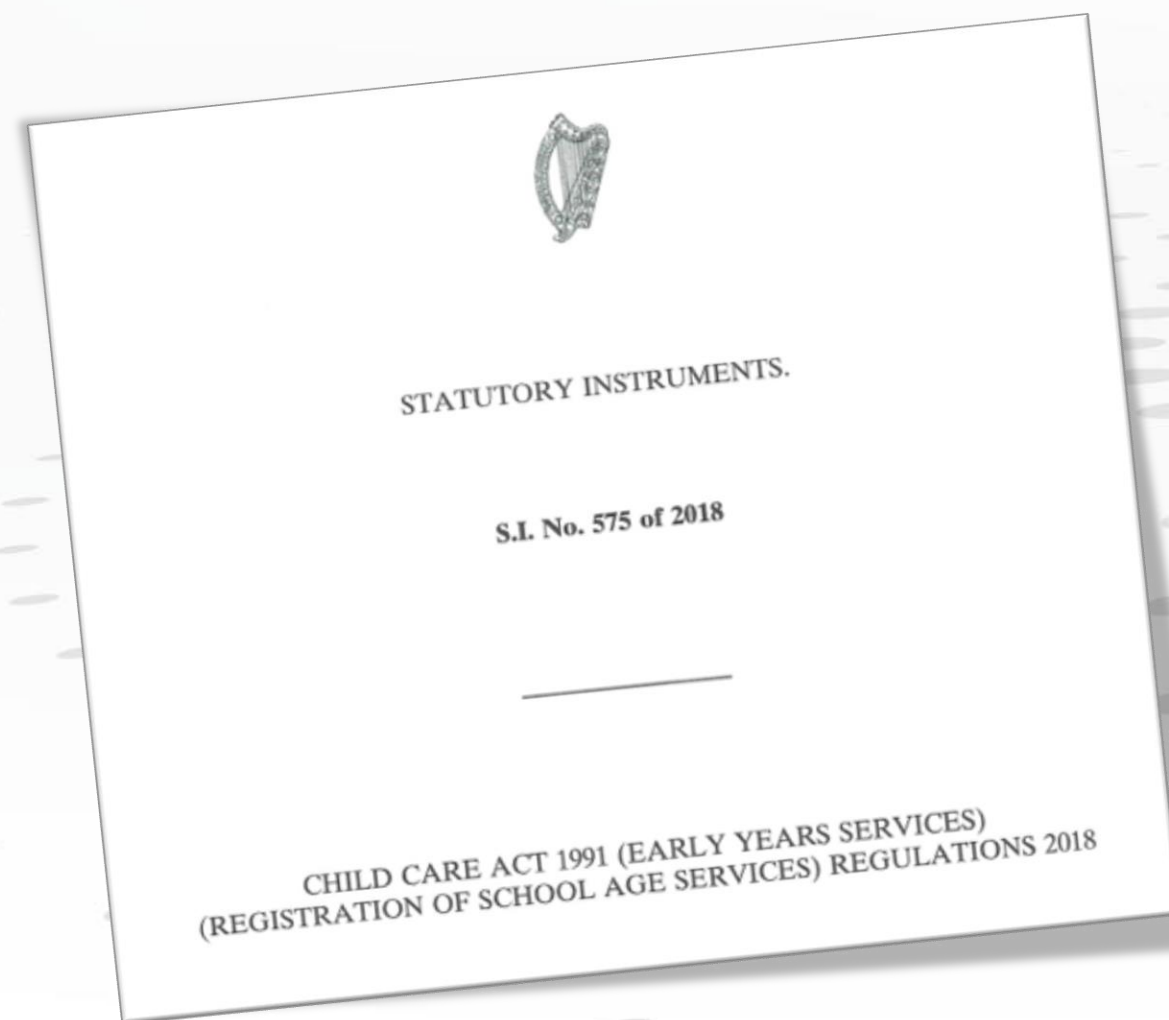 STATUTORY INSTRUMENTS.
S.I. No. 575 of 2018
CHILD CARE ACT 1991 (EARLY YEARS SERVICES)
(REGISTRATION OF SCHOOL AGE SERVICES) REGULATIONS 2018